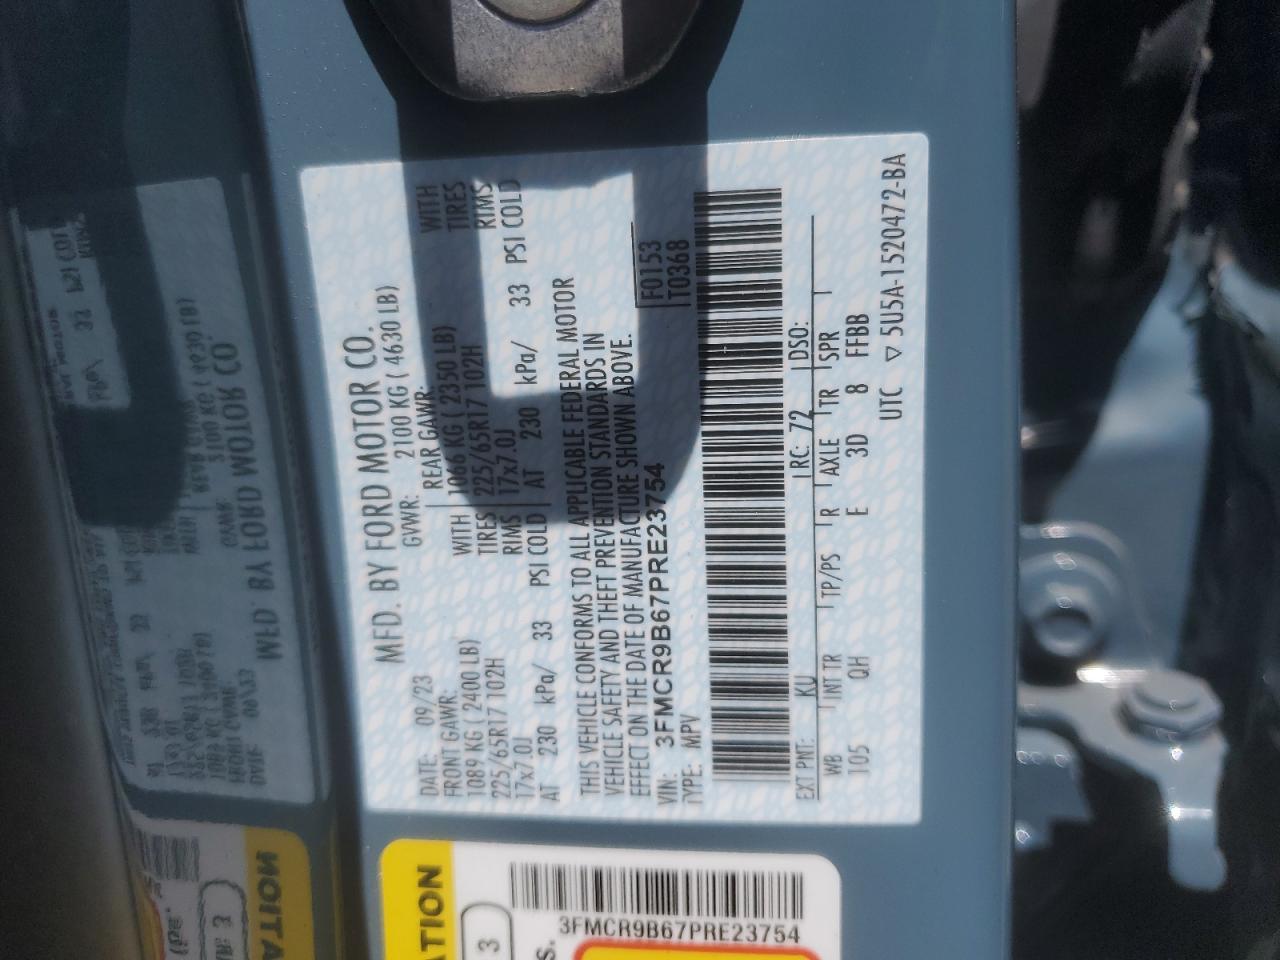 MFD. BY FORD MOTOR CO.
DATE: 09/23 GVWR: 2100 KG ( 4630 LB)
FRONT GAWR: REAR GAWR:
1089 KG ( 2400 LB) WITH 1066 KG ( 2350 LB) WITH
225/65R17 102H TIRES 225/65R17 102H TIRES
17x7.0J RIMS 17x7.0J RIMS
AT 230 kPa/ 33 PSI COLD AT 230 kPa/ 33 PSI COLD
THIS VEHICLE CONFORMS TO ALL APPLICABLE FEDERAL MOTOR
VEHICLE SAFETY AND THEFT PREVENTION STANDARDS IN
EFFECT ON THE DATE OF MANUFACTURE SHOWN ABOVE.
VIN: 3FMCR9B67PRE23754 F0153
TYPE: MPV T0368
EXT PNT: KU RC: 72 DSO:
WB INT TR TP/PS R AXLE TR SPR
105 QH E 3D 8 FFBB
UTC ▽ 5U5A-1520472-BA
ATION
3
S.
3FMCR9B67PRE23754